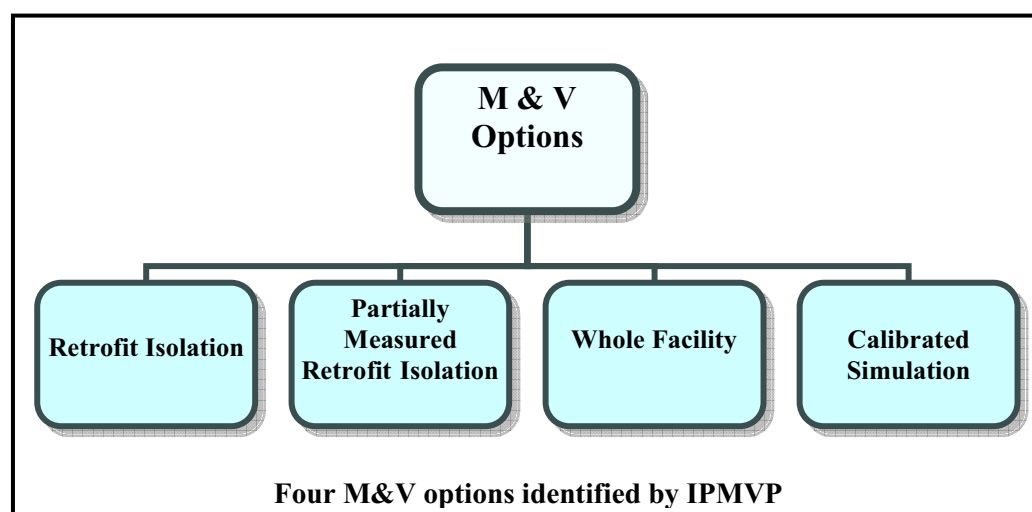 M & V
Options
Retrofit Isolation
Partially
Measured
Retrofit Isolation
Whole Facility
Calibrated
Simulation
Four M&V options identified by IPMVP